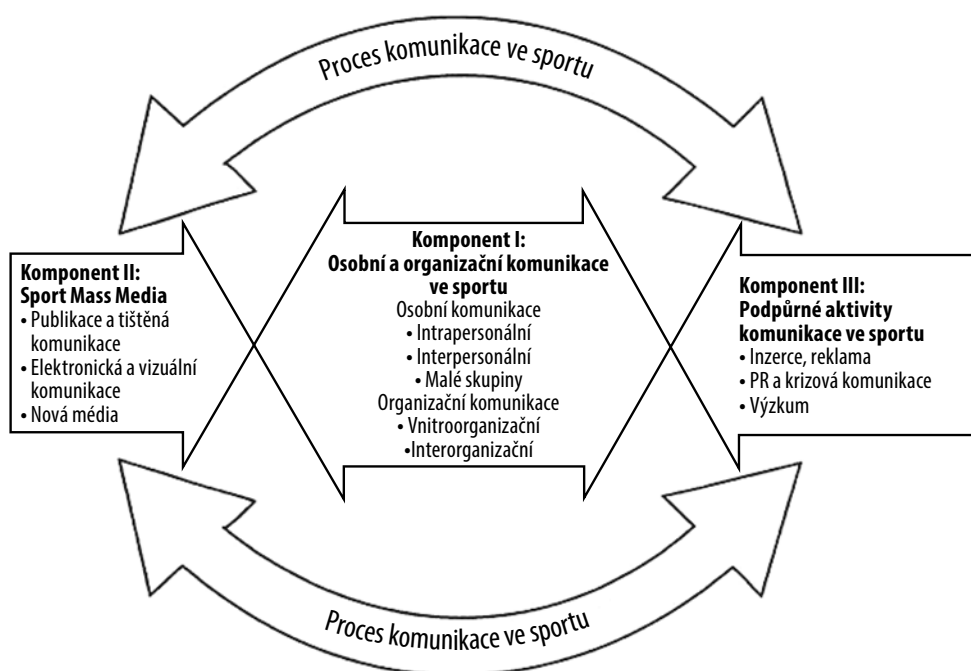 Proces komunikace ve sportu
Komponent II:
Sport Mass Media
• Publikace a tištěná
komunikace
• Elektronická a vizuální
komunikace
• Nová média
Komponent I:
Osobní a organizační komunikace
ve sportu
Osobní komunikace
• Intrapersonální
• Interpersonální
• Malé skupiny
Organizační komunikace
• Vnitroorganizační
•Interorganizační
Komponent III:
Podpůrné aktivity
komunikace ve sportu
• Inzerce, reklama
• PR a krizová komunikace
• Výzkum
Proces komunikace ve sportu